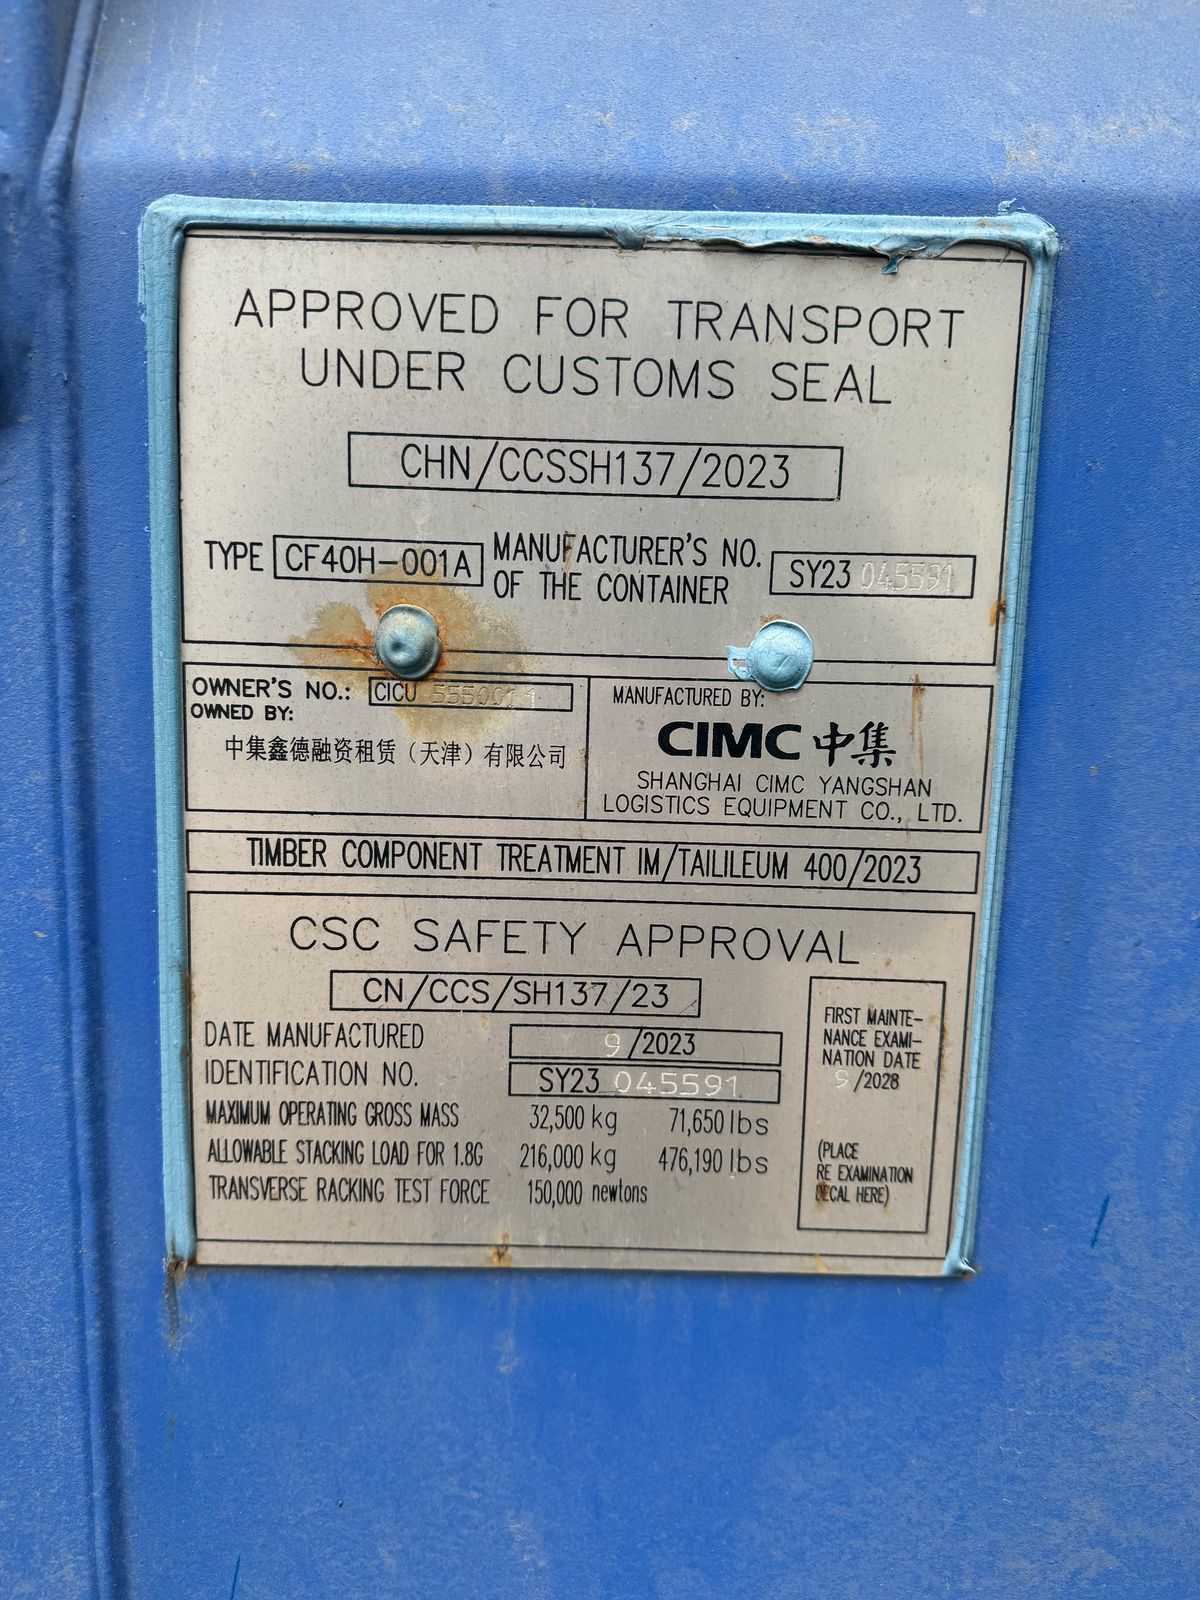 APPROVED FOR TRANSPORT
UNDER CUSTOMS SEAL
CHN/CCSSH137/2023
TYPE CF40H-001A
MANUFACTURER'S NO.
OF THE CONTAINER
SY23 045591
OWNER'S NO.: CICU
OWNED BY:
中集鑫德融资租赁（天津）有限公司
MANUFACTURED BY:
CIMC 中集
SHANGHAI CIMC YANGSHAN
LOGISTICS EQUIPMENT CO., LTD.
TIMBER COMPONENT TREATMENT IM/TAILILEUM 400/2023
CSC SAFETY APPROVAL
CN/CCS/SH137/23
DATE MANUFACTURED 9/2023
IDENTIFICATION NO. SY23 045591
MAXIMUM OPERATING GROSS MASS 32,500 kg 71,650 lbs
ALLOWABLE STACKING LOAD FOR 1.8G 216,000 kg 476,190 lbs
TRANSVERSE RACKING TEST FORCE 150,000 newtons
FIRST MAINTE-
NANCE EXAMI-
NATION DATE
9/2028
(PLACE
RE EXAMINATION
DECAL HERE)